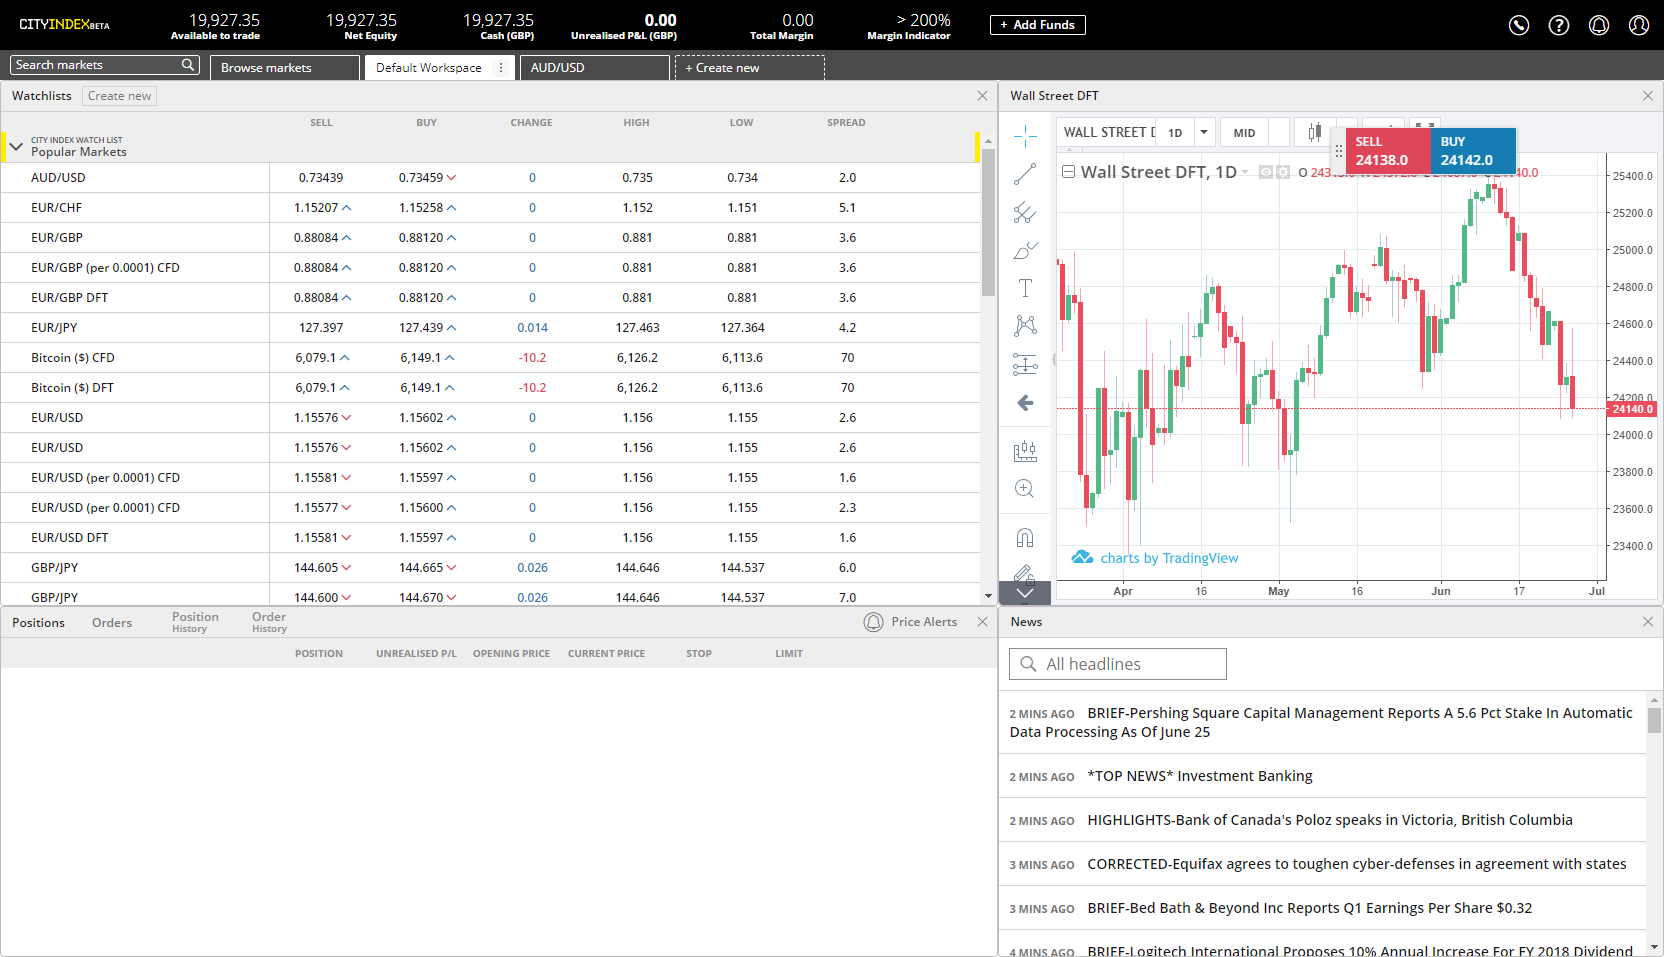 CITYINDEXBETA
19,927.35
Available to trade
19,927.35
Net Equity
19,927.35
Cash (GBP)
0.00
Unrealised P&L (GBP)
0.00
Total Margin
> 200%
Margin Indicator
+ Add Funds
Search markets
Browse markets
Default Workspace
AUD/USD
+ Create new
Watchlists
Create new
SELL BUY CHANGE HIGH LOW SPREAD
CITY INDEX WATCH LIST
Popular Markets
AUD/USD 0.73439 0.73459 0 0.735 0.734 2.0
EUR/CHF 1.15207 1.15258 0 1.152 1.151 5.1
EUR/GBP 0.88084 0.88120 0 0.881 0.881 3.6
EUR/GBP (per 0.0001) CFD 0.88084 0.88120 0 0.881 0.881 3.6
EUR/GBP DFT 0.88084 0.88120 0 0.881 0.881 3.6
EUR/JPY 127.397 127.439 0.014 127.463 127.364 4.2
Bitcoin ($) CFD 6,079.1 6,149.1 -10.2 6,126.2 6,113.6 70
Bitcoin ($) DFT 6,079.1 6,149.1 -10.2 6,126.2 6,113.6 70
EUR/USD 1.15576 1.15602 0 1.156 1.155 2.6
EUR/USD 1.15576 1.15602 0 1.156 1.155 2.6
EUR/USD (per 0.0001) CFD 1.15581 1.15597 0 1.156 1.155 1.6
EUR/USD (per 0.0001) CFD 1.15577 1.15600 0 1.156 1.155 2.3
EUR/USD DFT 1.15581 1.15597 0 1.156 1.155 1.6
GBP/JPY 144.605 144.665 0.026 144.646 144.537 6.0
GBP/JPY 144.600 144.670 0.026 144.646 144.537 7.0
Wall Street DFT
WALL STREET D
1D
MID
SELL
24138.0
BUY
24142.0
Wall Street DFT, 1D
O
25400.0
25200.0
25000.0
24800.0
24600.0
24400.0
24200.0
24140.0
24000.0
23800.0
23600.0
23400.0
charts by TradingView
Apr 16 May 16 Jun 17 Jul
Positions
Orders
Position
History
Order
History
Price Alerts
POSITION UNREALISED P/L OPENING PRICE CURRENT PRICE STOP LIMIT
News
All headlines
2 MINS AGO BRIEF-Pershing Square Capital Management Reports A 5.6 Pct Stake In Automatic
Data Processing As Of June 25
2 MINS AGO *TOP NEWS* Investment Banking
2 MINS AGO HIGHLIGHTS-Bank of Canada's Poloz speaks in Victoria, British Columbia
3 MINS AGO CORRECTED-Equifax agrees to toughen cyber-defenses in agreement with states
3 MINS AGO BRIEF-Bed Bath & Beyond Inc Reports Q1 Earnings Per Share $0.32
4 MINS AGO BRIEF-Logitech International Proposes 10% Annual Increase For FY 2018 Dividend